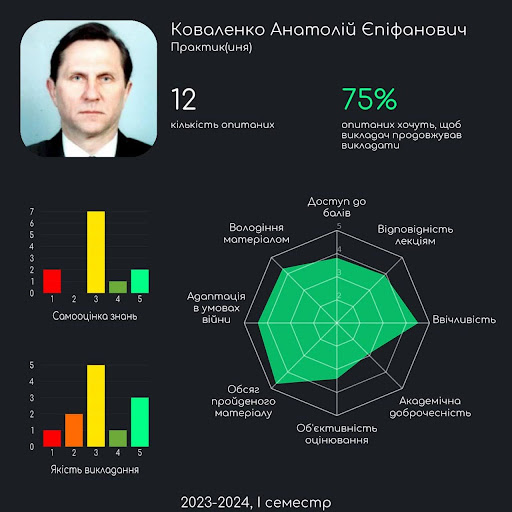 Коваленко Анатолій Єпіфанович
Практик(иня)
12
кількість опитаних
75%
опитаних хочуть, щоб
викладач продовжував
викладати
7
6
5
4
3
2
1
0
1 2 3 4 5
Самооцінка знань
5
4
3
2
1
0
1 2 3 4 5
Якість викладання
Доступ до
балів
Відповідність
лекціям
Ввічливість
Академічна
доброчесність
Об'єктивність
оцінювання
Обсяг
пройденого
матеріалу
Адаптація
в умовах
війни
Володіння
матеріалом
5
4
3
2
2023-2024, І семестр